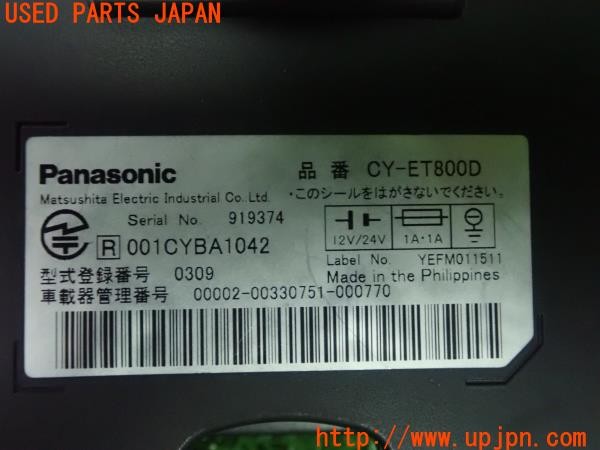 USED PARTS JAPAN
Panasonic 品番 CY-ET800D
Matsushita Electric Industrial Co.,Ltd. ・このシールをはがさないでください。
Serial No. 919374
12V/24V 1A・1A
R 001CYBA1042
Label No. YEFM011511
型式登録番号 0309 Made in the Philippines
車載器管理番号 00002-00330751-000770
UPJ
http://www.upjpn.com